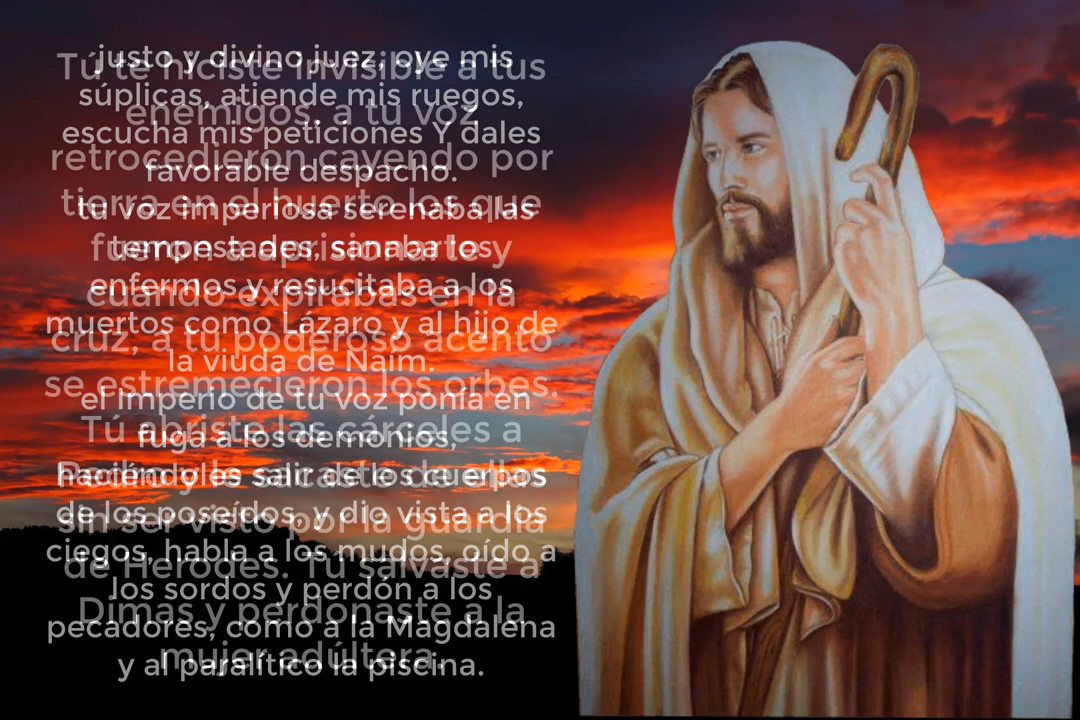 justo y divino juez, oye mis
súplicas, atiende mis ruegos,
escucha mis peticiones Y dales
favorable despacho.
tu voz imperiosa serenaba las
tempestades, sanaba los
enfermos y resucitaba a los
muertos como Lázaro y al hijo de
la viuda de Naím.
el imperio de tu voz ponía en
fuga a los demonios,
haciéndoles salir de los cuerpos
de los poseídos, y dio vista a los
ciegos, habla a los mudos, oído a
los sordos y perdón a los
pecadores, como a la Magdalena
y al paralítico la piscina.
Tú te hiciste invisible a tus
enemigos, a tu voz
retrocedieron cayendo por
tierra en el huerto los que
fueron a aprisionarte y
cuando expirabas en la
cruz, a tu poderoso acento
se estremecieron los orbes.
Tú abriste las cárceles a
Pedro y le sacaste de
sin ser visto por la guardia
de Herodes. Tú salvaste a
Dimas y perdonaste a la
mujer adúltera.